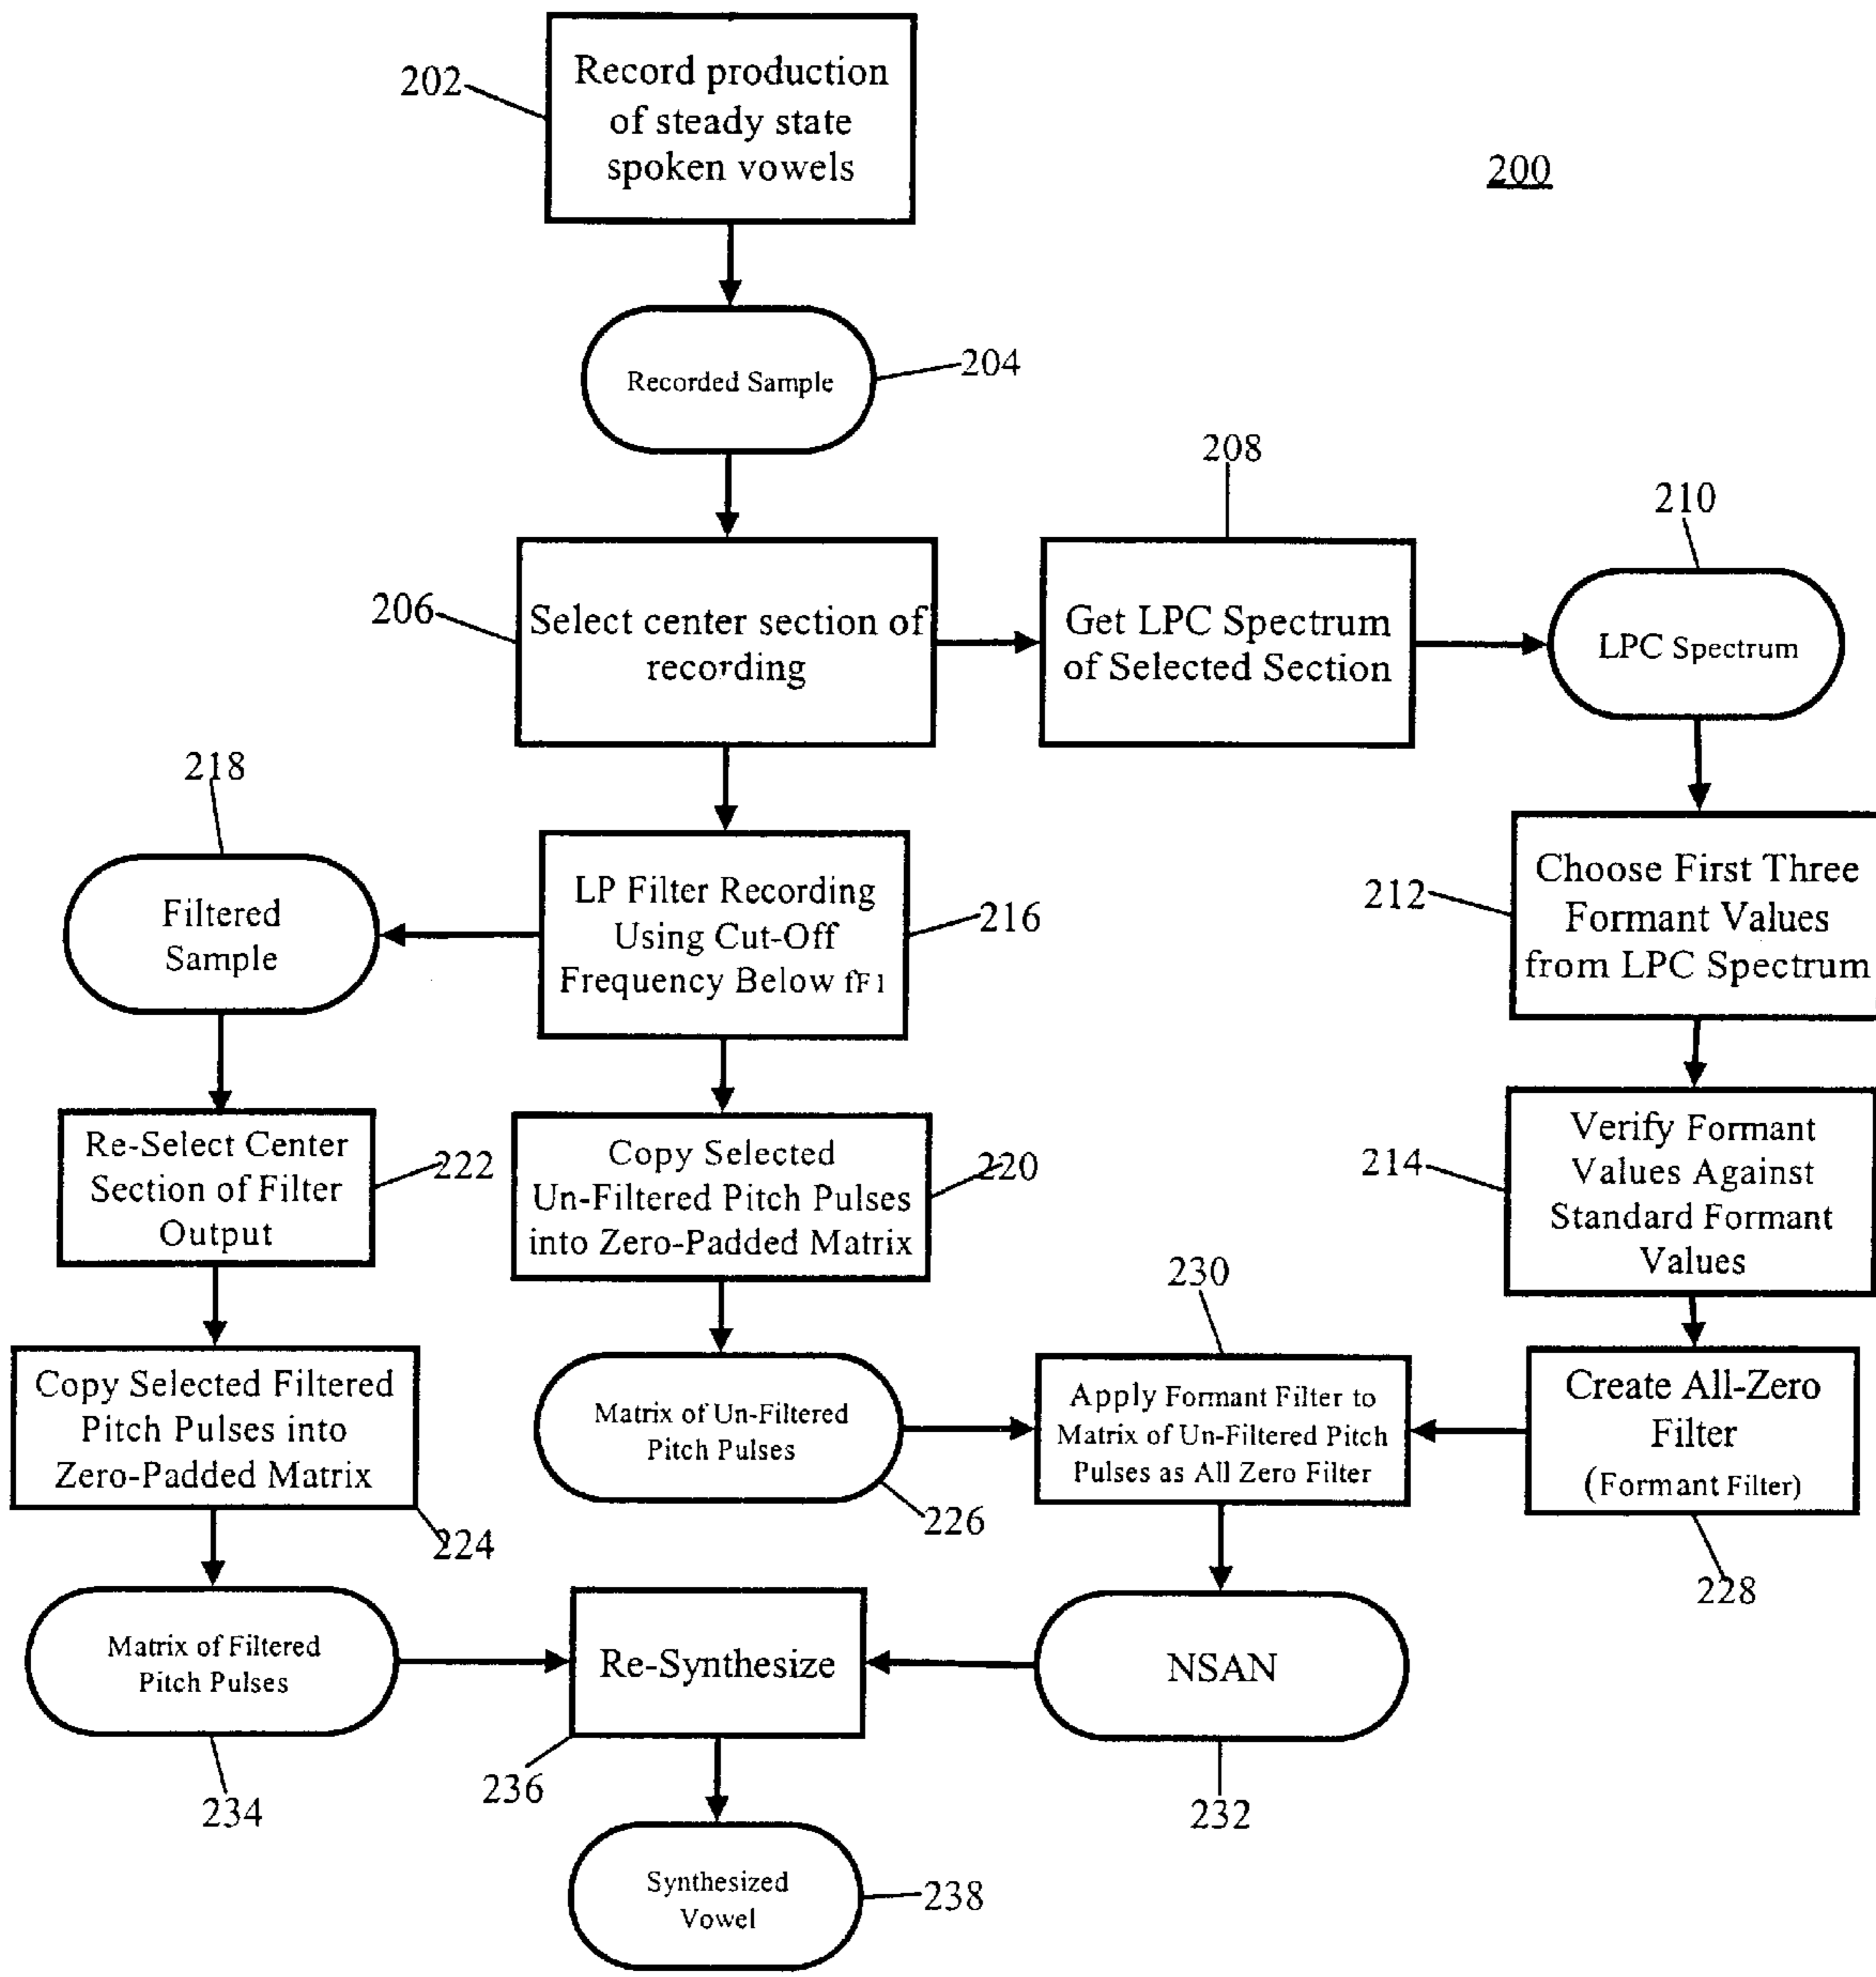 202
Record production
of steady state
spoken vowels
200
Recorded Sample
204
208
210
206
Select center section of
recording
Get LPC Spectrum
of Selected Section
LPC Spectrum
218
Filtered
Sample
LP Filter Recording
Using Cut-Off
Frequency Below fF1
216
212
Choose First Three
Formant Values
from LPC Spectrum
Re-Select Center
Section of Filter
Output
222
Copy Selected
Un-Filtered Pitch Pulses
into Zero-Padded Matrix
220
214
Verify Formant
Values Against
Standard Formant
Values
230
Copy Selected Filtered
Pitch Pulses into
Zero-Padded Matrix
224
Matrix of Un-Filtered
Pitch Pulses
226
Apply Formant Filter to
Matrix of Un-Filtered Pitch
Pulses as All Zero Filter
Create All-Zero
Filter
(Formant Filter)
228
Matrix of Filtered
Pitch Pulses
234
Re-Synthesize
236
NSAN
232
Synthesized
Vowel
238